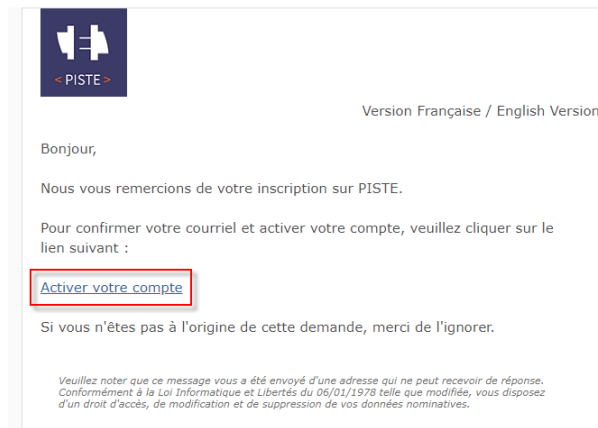 < PISTE >
Version Française / English Version
Bonjour,
Nous vous remercions de votre inscription sur PISTE.
Pour confirmer votre courriel et activer votre compte, veuillez cliquer sur le
lien suivant :
Activer votre compte
Si vous n'êtes pas à l'origine de cette demande, merci de l'ignorer.
Veuillez noter que ce message vous a été envoyé d'une adresse qui ne peut recevoir de réponse.
Conformément à la Loi Informatique et Libertés du 06/01/1978 telle que modifiée, vous disposez
d'un droit d'accès, de modification et de suppression de vos données nominatives.